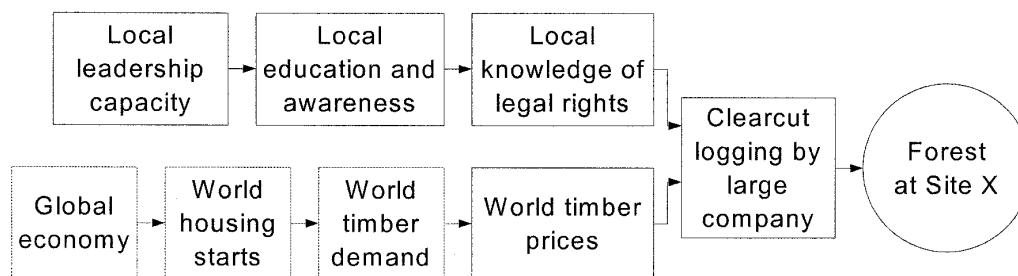 Local
leadership
capacity
Local
education and
awareness
Local
knowledge of
legal rights
Clearcut
logging by
large
company
Forest
at Site X
Global
economy
World
housing
starts
World
timber
demand
World timber
prices